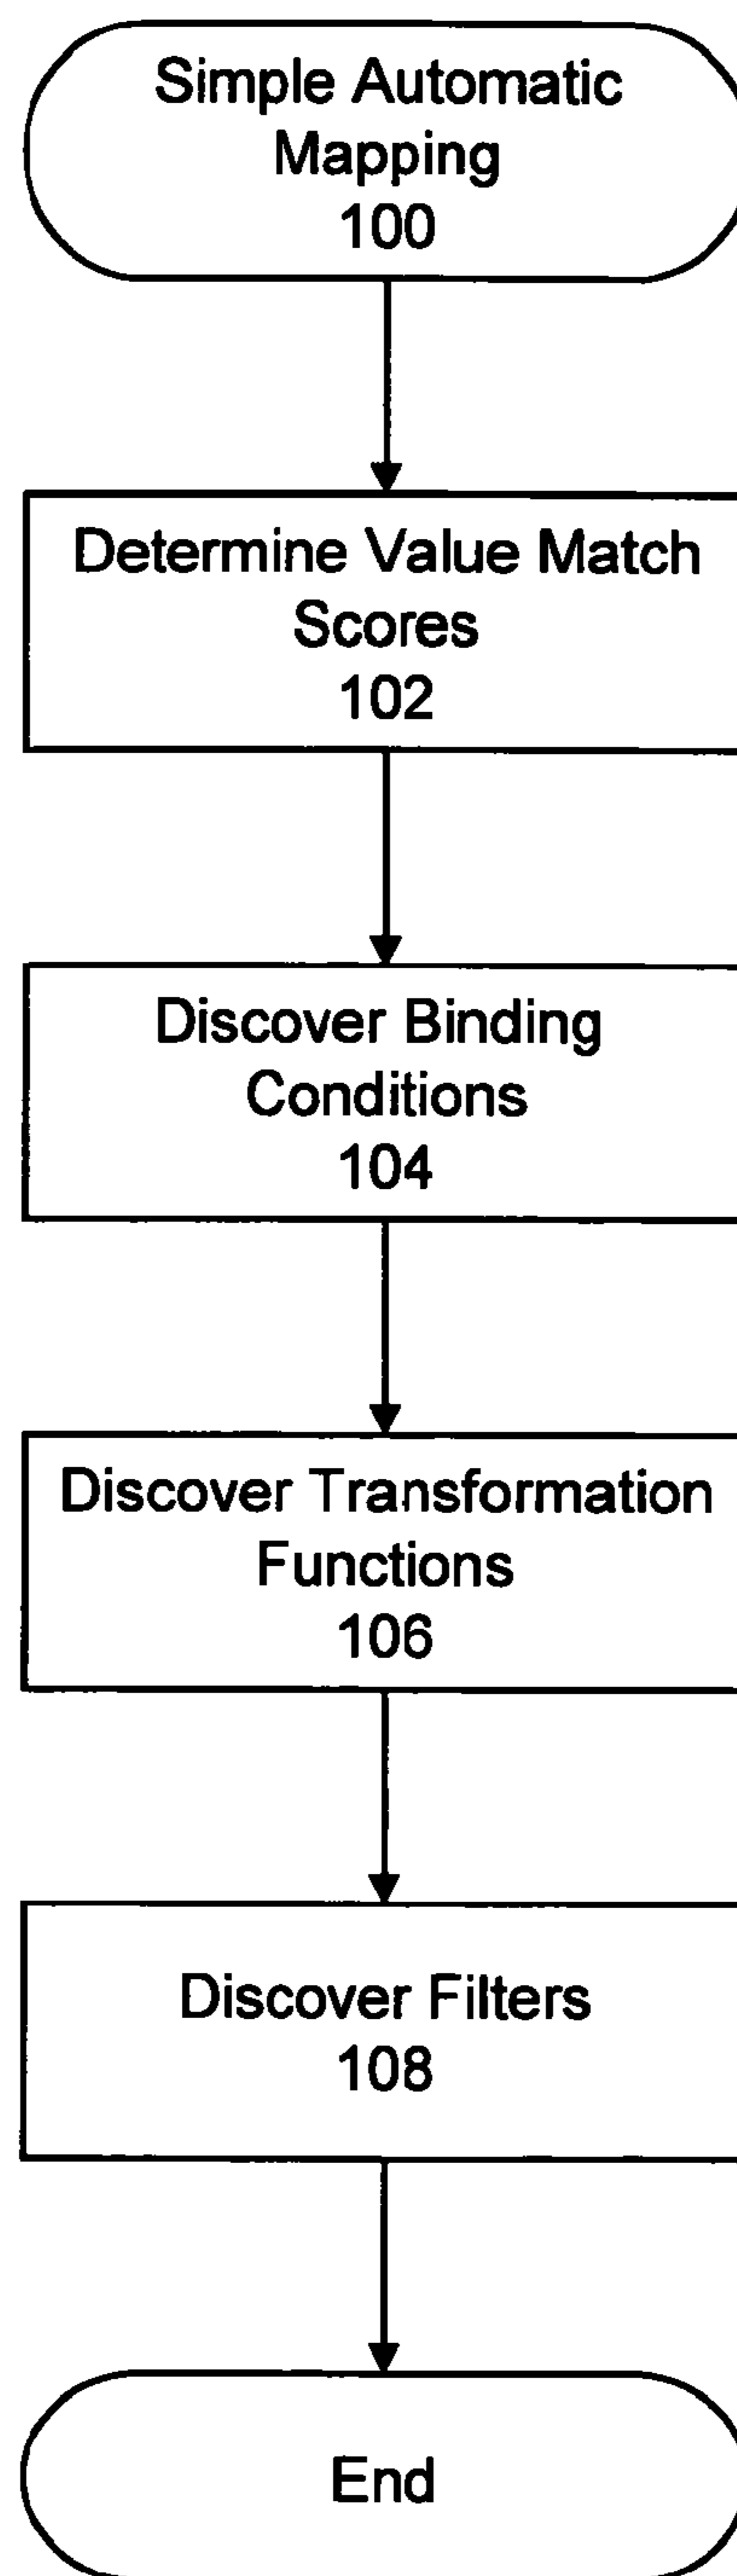 Simple Automatic
Mapping
100
Determine Value Match
Scores
102
Discover Binding
Conditions
104
Discover Transformation
Functions
106
Discover Filters
108
End